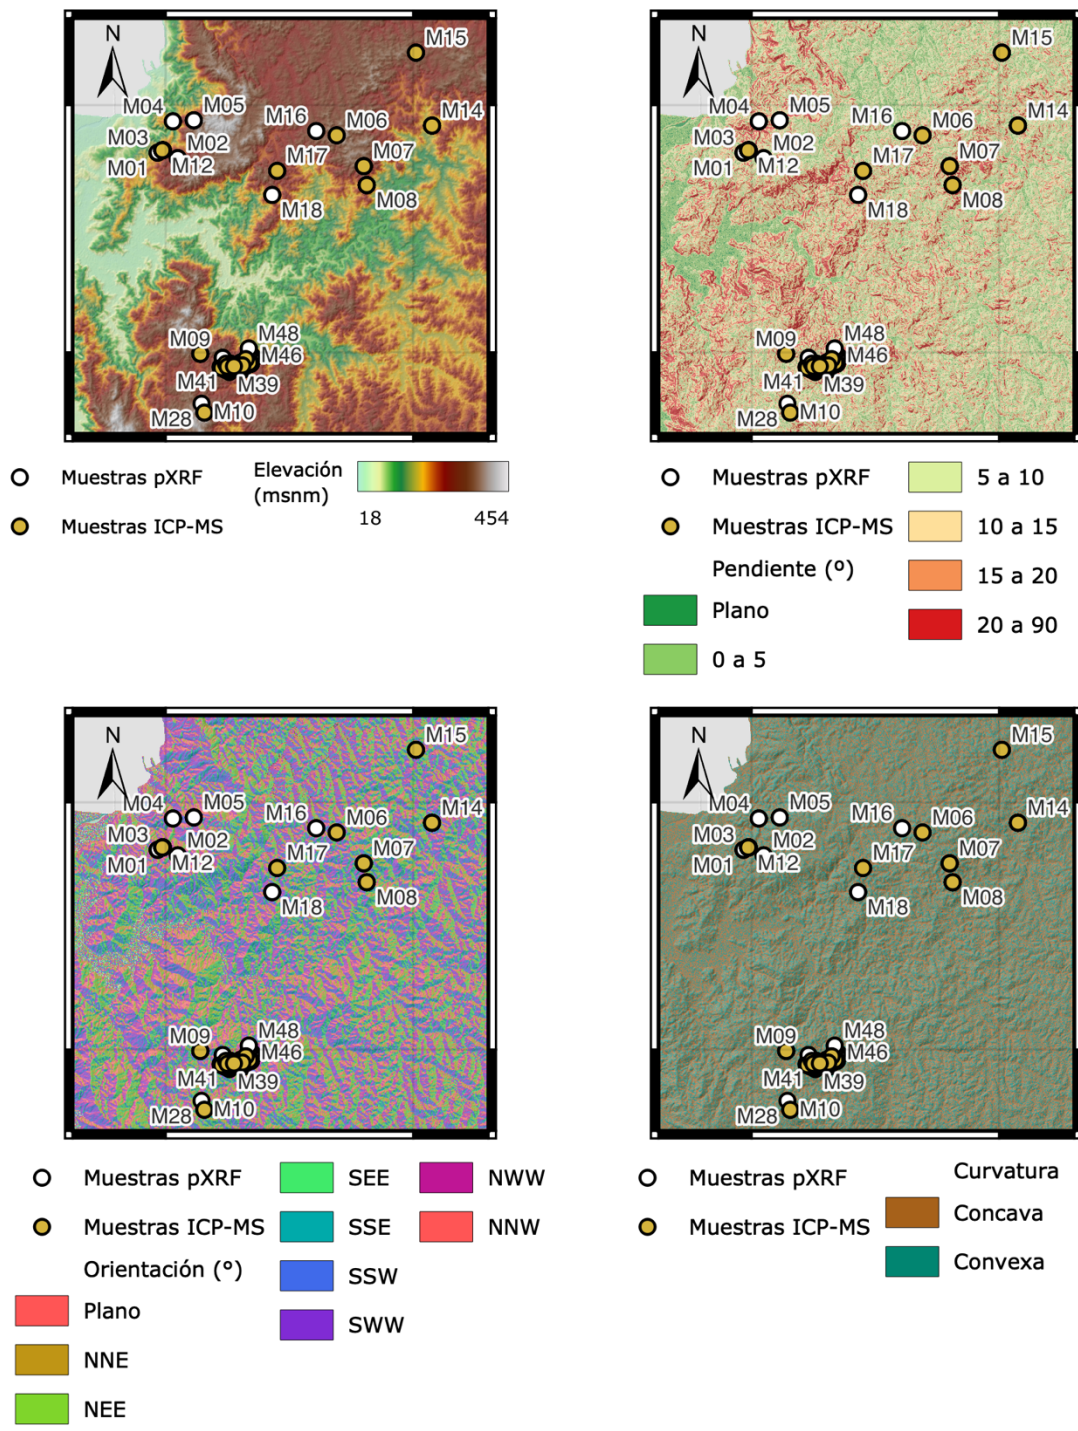 N
M15
M04
M05
M16
M06
M14
M03
M02
M17
M07
M01
M12
M08
M18
M09
M48
M46
M41
M39
M28
M10
Muestras pXRF
Muestras ICP-MS
Elevación
(msnm)
18
454
M15
M04
M05
M16
M06
M14
M03
M02
M17
M07
M01
M12
M08
M18
M09
M48
M46
M41
M39
M28
M10
N
Muestras pXRF
Muestras ICP-MS
Pendiente (º)
Plano
0 a 5
5 a 10
10 a 15
15 a 20
20 a 90
N
M15
M04
M05
M16
M06
M14
M03
M02
M17
M07
M01
M12
M08
M18
M09
M48
M46
M41
M39
M28
M10
Muestras pXRF
Muestras ICP-MS
Orientación (°)
Plano
NNE
NEE
SEE
SSE
SSW
SWW
NWW
NNW
N
M15
M04
M05
M16
M06
M14
M03
M02
M17
M07
M01
M12
M08
M18
M09
M48
M46
M41
M39
M28
M10
Muestras pXRF
Muestras ICP-MS
Curvatura
Concava
Convexa